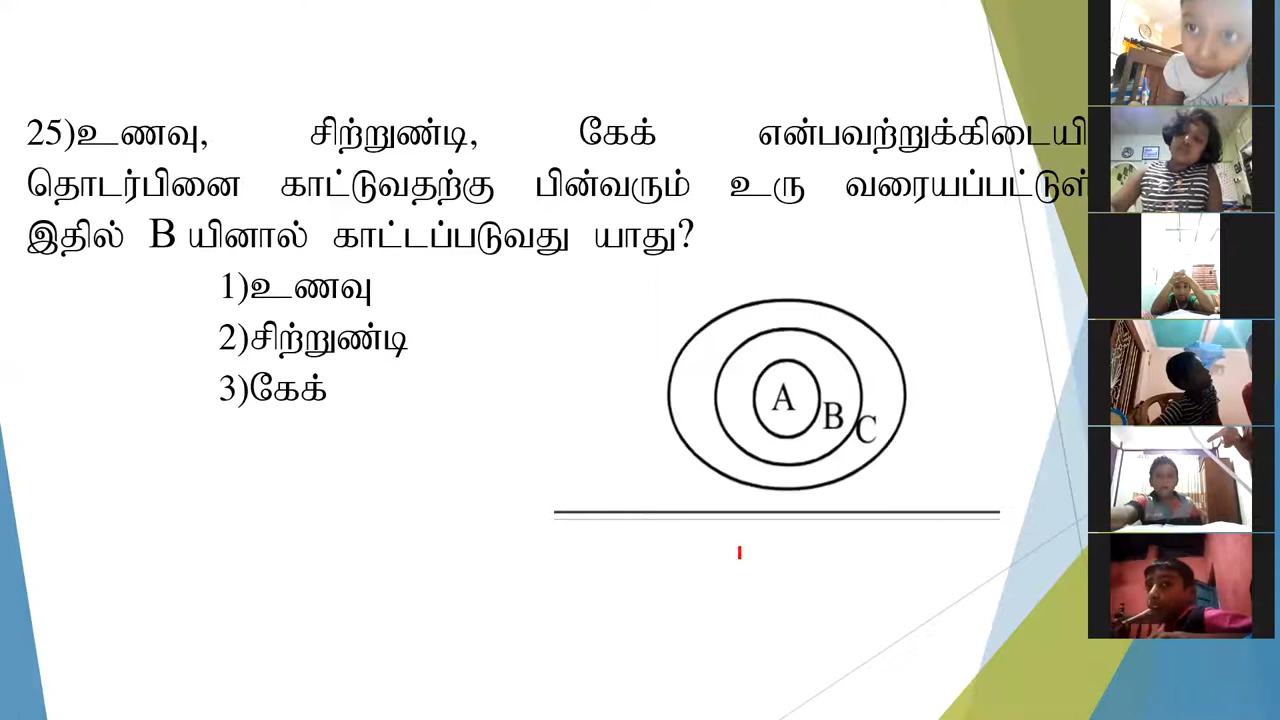 25)உணவு, சிற்றுண்டி, கேக் என்பவற்றுக்கிடையி
தொடர்பினை காட்டுவதற்கு பின்வரும் உரு வரையப்பட்டுள்
இதில் B யினால் காட்டப்படுவது யாது?
1)உணவு
2)சிற்றுண்டி
3)கேக்
A B C